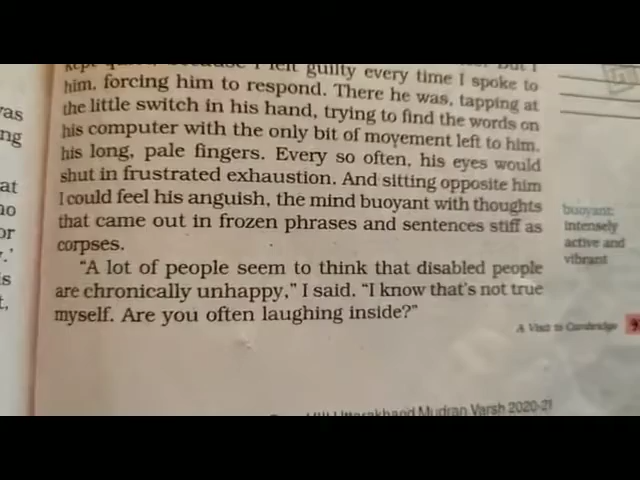 guilty every time I spoke to
him, forcing him to respond. There he was, tapping at
the little switch in his hand, trying to find the words on
his computer with the only bit of movement left to him,
his long, pale fingers. Every so often, his eyes would
shut in frustrated exhaustion. And sitting opposite him
I could feel his anguish, the mind buoyant with thoughts
that came out in frozen phrases and sentences stiff as
corpses.
"A lot of people seem to think that disabled people
are chronically unhappy," I said. "I know that's not true
myself. Are you often laughing inside?"
buoyant:
intensely
active and
vibrant
A Visit to Cambridge
Uttarakhand Mudran Varsh 2020-21